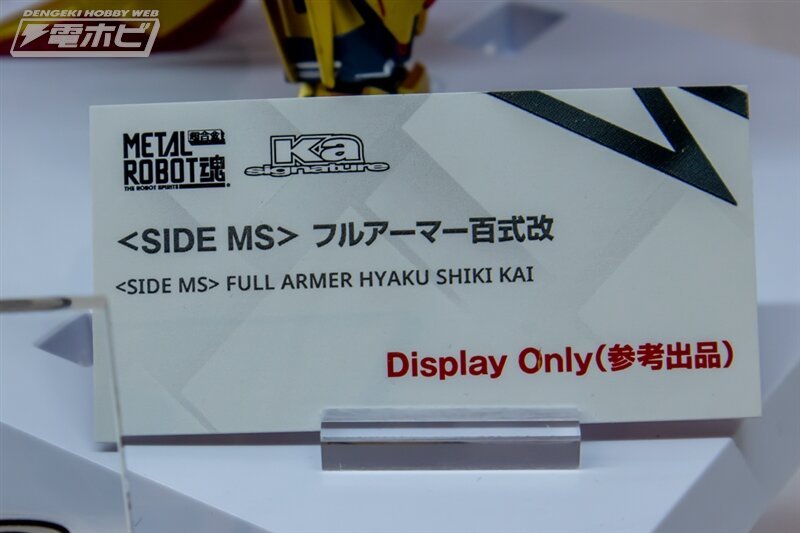 DENGEKI HOBBY WEB
電ホビ
METAL 超合金
ROBOT魂
THE ROBOT SPIRITS
Ka signature
<SIDE MS> フルアーマー百式改
<SIDE MS> FULL ARMER HYAKU SHIKI KAI
Display Only(参考出品)